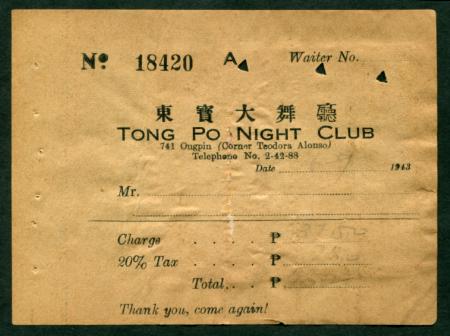 Nº 18420 A Waiter No.
東寳大舞廳
TONG PO NIGHT CLUB
741 Ongpin (Corner Teodora Alonso)
Telephone No. 2-42-88
Date 1943
Mr.
Charge . . . . . ₱
20% Tax . . . . ₱
Total . . ₱
Thank you, come again!